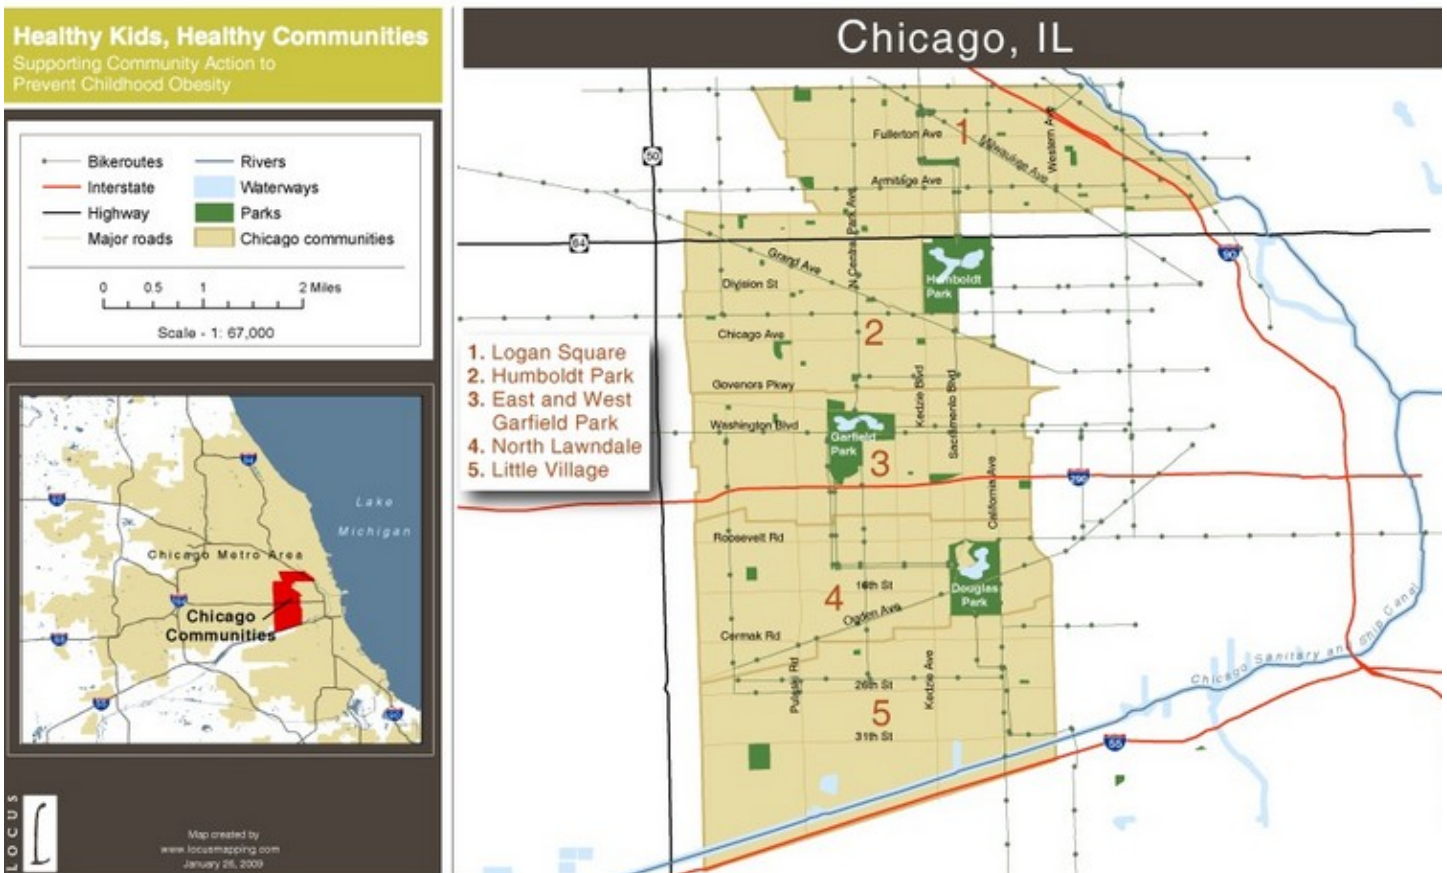 Healthy Kids, Healthy Communities
Supporting Community Action to
Prevent Childhood Obesity
Bikeroutes
Interstate
Highway
Major roads
Rivers
Waterways
Parks
Chicago communities
0 0.5 1 2 Miles
Scale - 1: 67,000
Lake
Michigan
Chicago Metro Area
Chicago
Communities
94
LOCUS
Map created by
www.locusmapping.com
January 26, 2009
Chicago, IL
50
64
90
290
55
1
Fullerton Ave
Milwaukee Ave
Western Ave
Armitage Ave
N Central Park Ave
Grand Ave
Humboldt
Park
Division St
2
Chicago Ave
1. Logan Square
2. Humboldt Park
3. East and West
Garfield Park
4. North Lawndale
5. Little Village
Govenors Pkwy
Kedzie Blvd
Sacramento Blvd
Washington Blvd
Garfield
Park
3
California Ave
Roosevelt Rd
Douglas
Park
16th St
4
Ogden Ave
Cermak Rd
Pulaski Rd
Kedzie Ave
26th St
5
31th St
Chicago Sanitary and Ship Canal